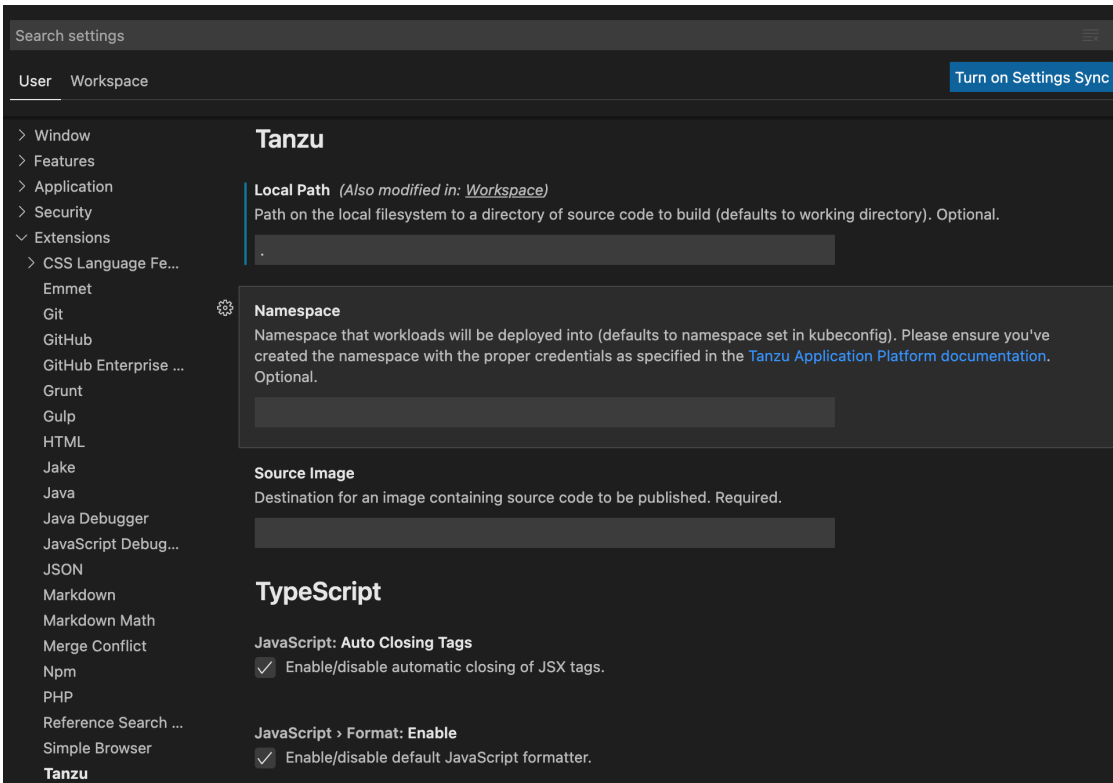 Search settings
User
Workspace
Turn on Settings Sync
Window
Features
Application
Security
Extensions
CSS Language Fe...
Emmet
Git
GitHub
GitHub Enterprise ...
Grunt
Gulp
HTML
Jake
Java
Java Debugger
JavaScript Debug...
JSON
Markdown
Markdown Math
Merge Conflict
Npm
PHP
Reference Search ...
Simple Browser
Tanzu
Tanzu
Local Path (Also modified in: Workspace)
Path on the local filesystem to a directory of source code to build (defaults to working directory). Optional.
.
Namespace
Namespace that workloads will be deployed into (defaults to namespace set in kubeconfig). Please ensure you've
created the namespace with the proper credentials as specified in the Tanzu Application Platform documentation.
Optional.
Source Image
Destination for an image containing source code to be published. Required.
TypeScript
JavaScript: Auto Closing Tags
Enable/disable automatic closing of JSX tags.
JavaScript › Format: Enable
Enable/disable default JavaScript formatter.